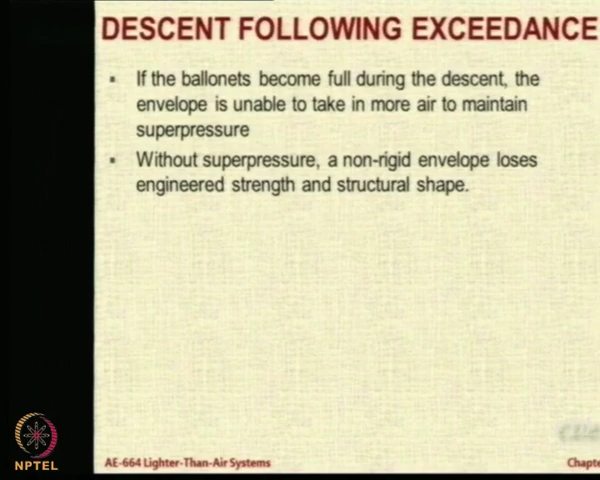 DESCENT FOLLOWING EXCEEDANCE
▪ If the ballonets become full during the descent, the
envelope is unable to take in more air to maintain
superpressure
▪ Without superpressure, a non-rigid envelope loses
engineered strength and structural shape.
NPTEL
AE-664 Lighter-Than-Air Systems
Chapte